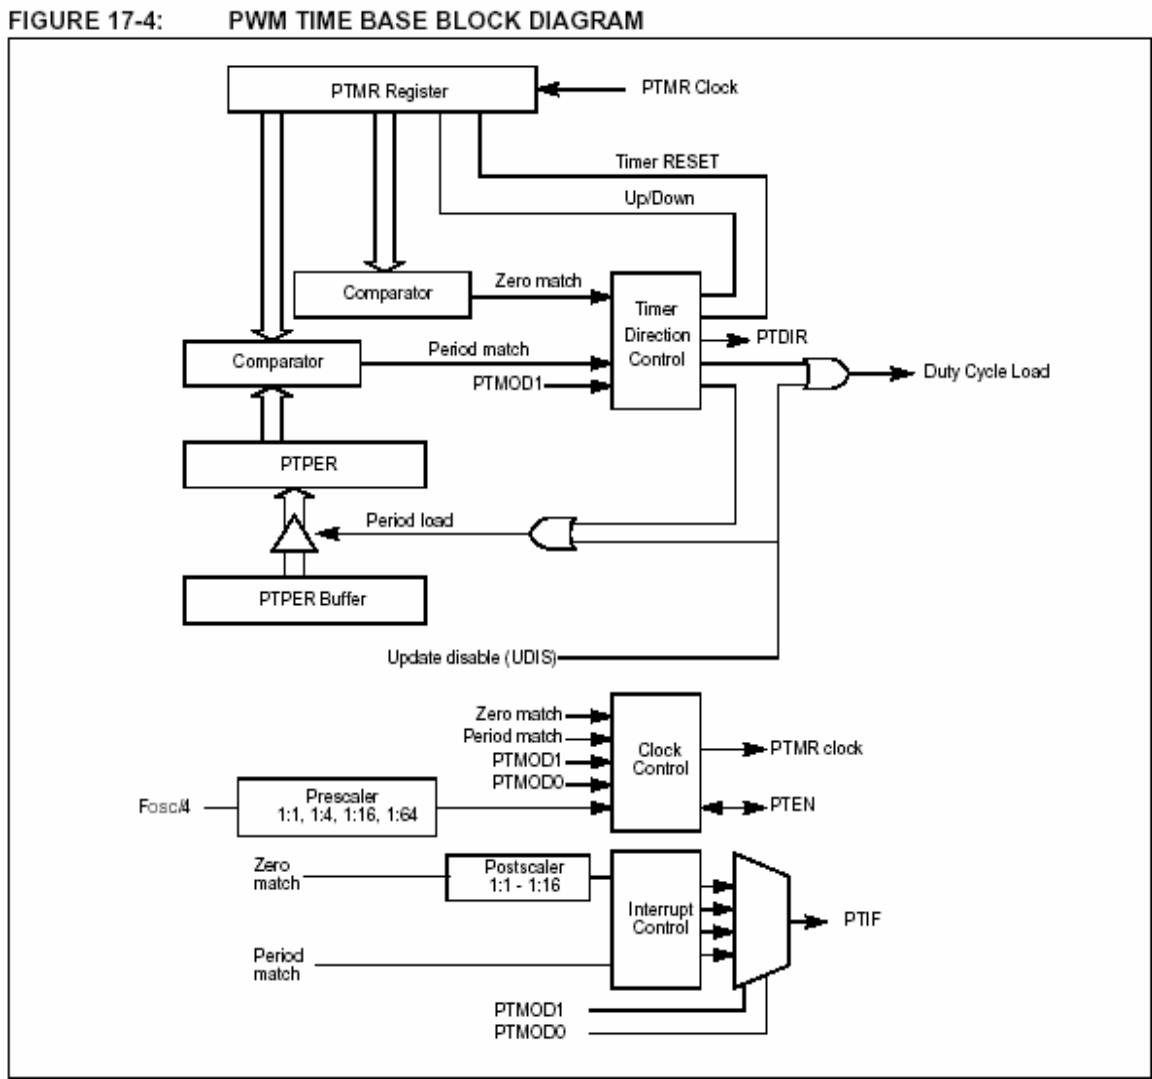 FIGURE 17-4: PWM TIME BASE BLOCK DIAGRAM
PTMR Register
PTMR Clock
Timer RESET
Up/Down
Zero match
Comparator
Timer
Direction
Control
PTDIR
Comparator
Period match
PTMOD1
Duty Cycle Load
PTPER
Period load
PTPER Buffer
Update disable (UDIS)
Zero match
Period match
PTMOD1
PTMOD0
Clock
Control
PTMR clock
PTEN
Fosc/4
Prescaler
1:1, 1:4, 1:16, 1:64
Zero
match
Postscaler
1:1 - 1:16
Interrupt
Control
PTIF
Period
match
PTMOD1
PTMOD0